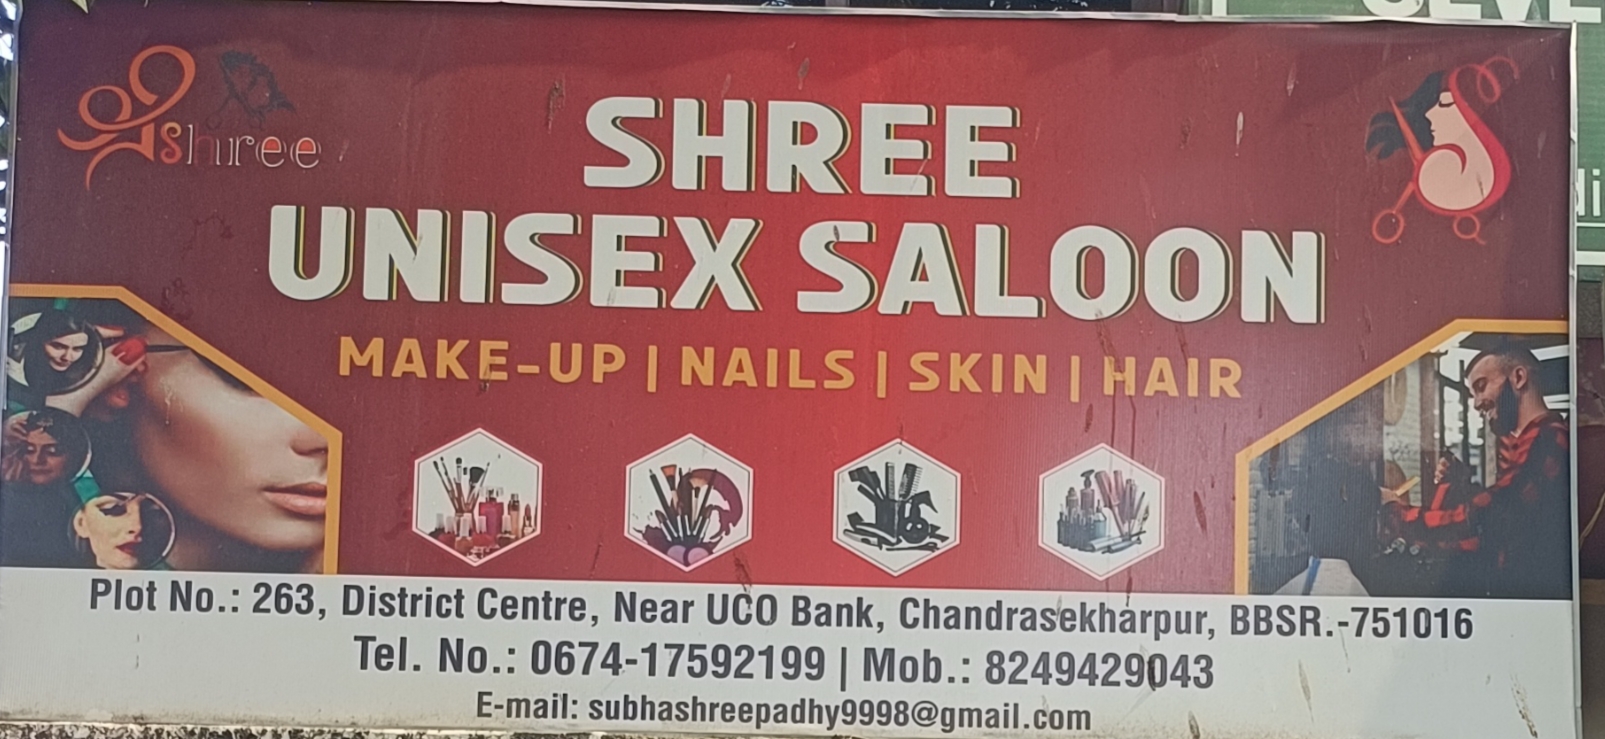 श्रीshree
SHREE
UNISEX SALOON
MAKE-UP | NAILS | SKIN | HAIR
Plot No.: 263, District Centre, Near UCO Bank, Chandrasekharpur, BBSR.-751016
Tel. No.: 0674-17592199 | Mob.: 8249429043
E-mail: subhashreepadhy9998@gmail.com